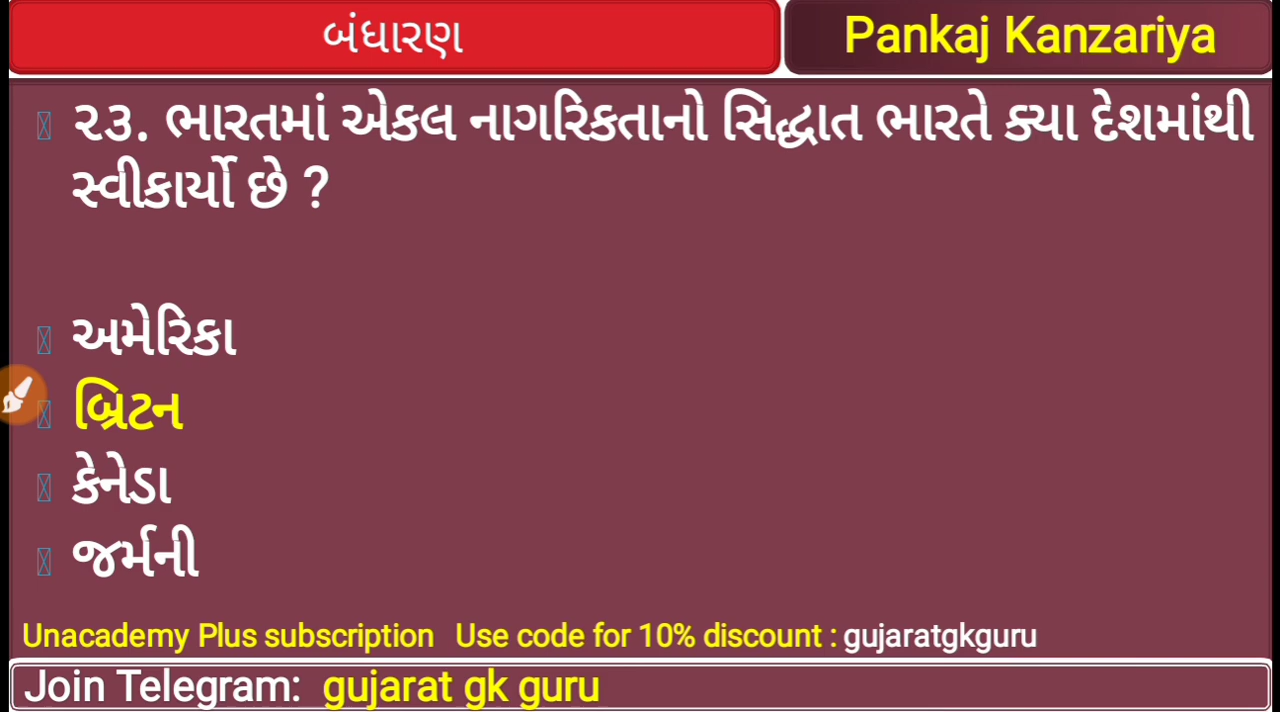 બંધારણ
Pankaj Kanzariya
૨૩. ભારતમાં એકલ નાગરિકતાનો સિદ્ધાત ભારતે ક્યા દેશમાંથી
સ્વીકાર્યો છે ?
અમેરિકા
બ્રિટન
કેનેડા
જર્મની
Unacademy Plus subscription Use code for 10% discount : gujaratgkguru
Join Telegram: gujarat gk guru